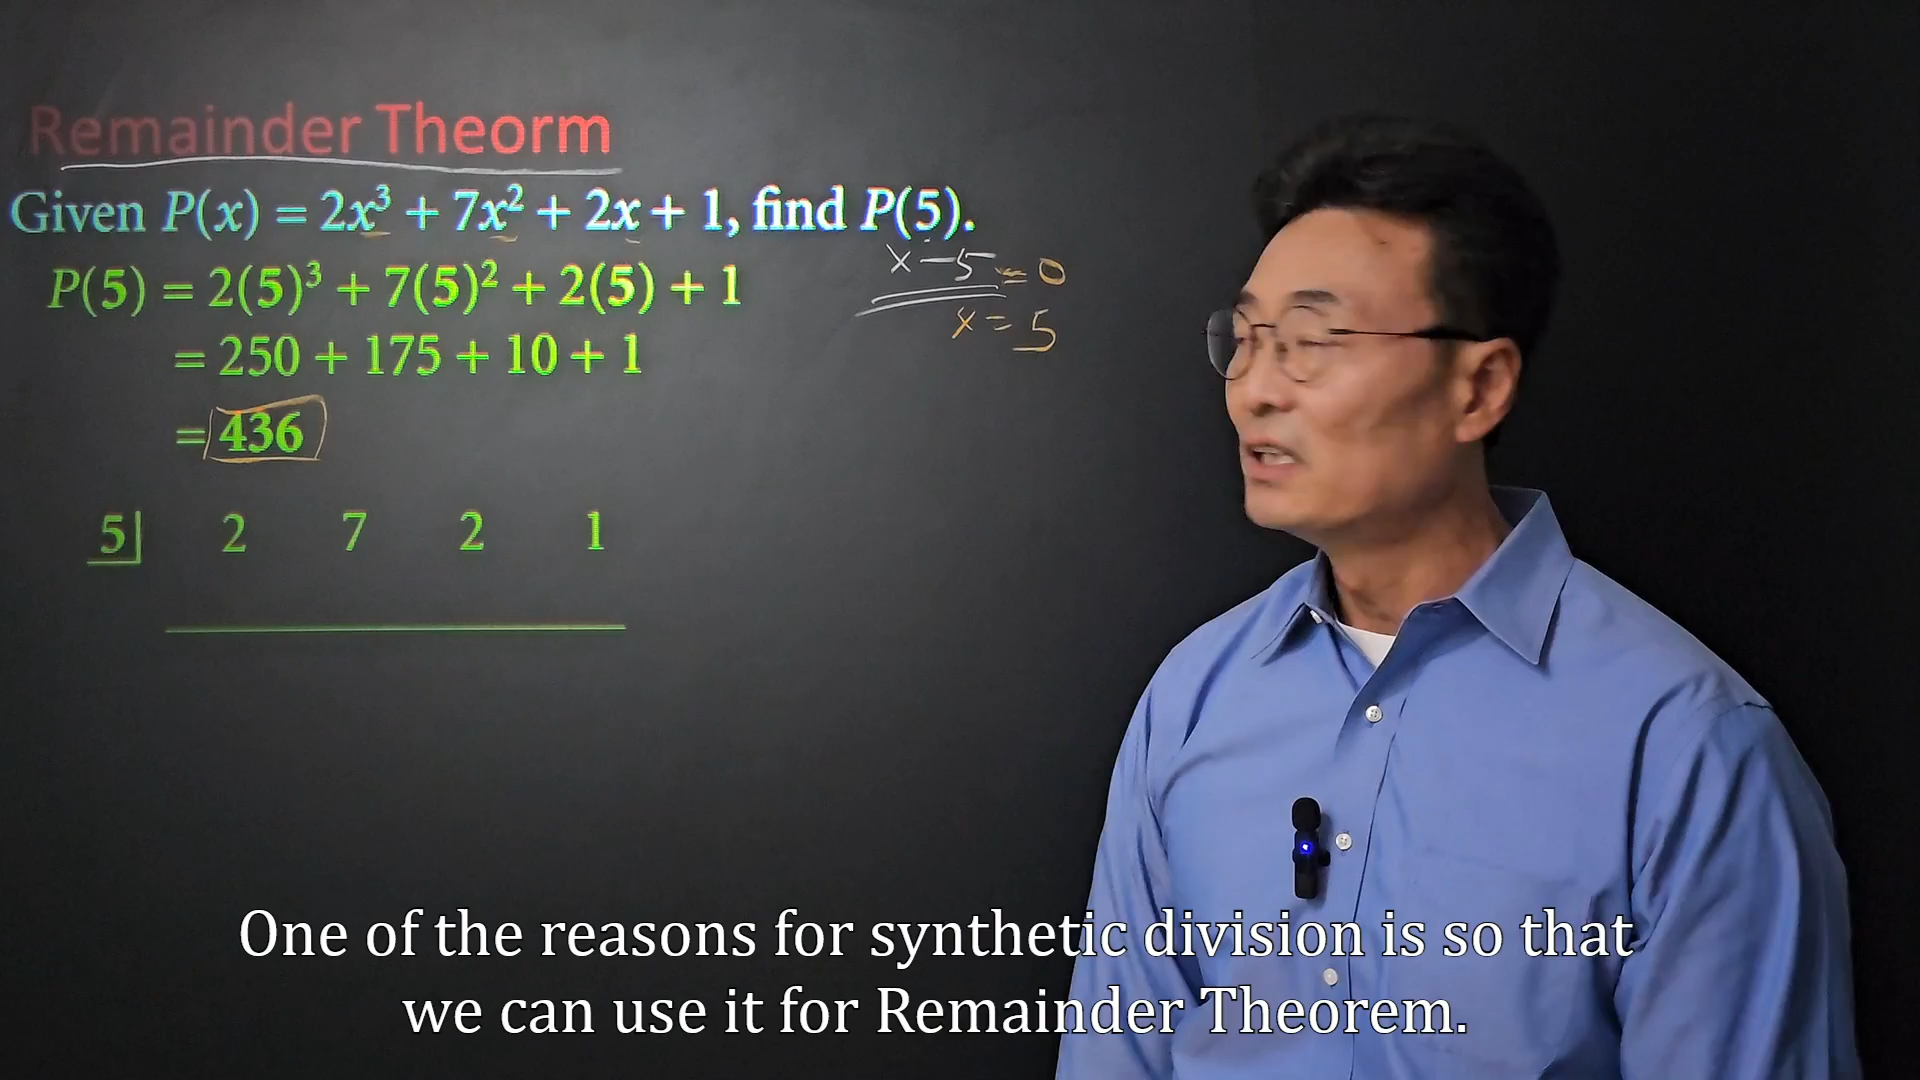 Remainder Theorm
Given P(x) = 2x³ + 7x² + 2x + 1, find P(5).
x − 5 = 0
x = 5
P(5) = 2(5)³ + 7(5)² + 2(5) + 1
= 250 + 175 + 10 + 1
= 436
5 2 7 2 1
One of the reasons for synthetic division is so that
we can use it for Remainder Theorem.